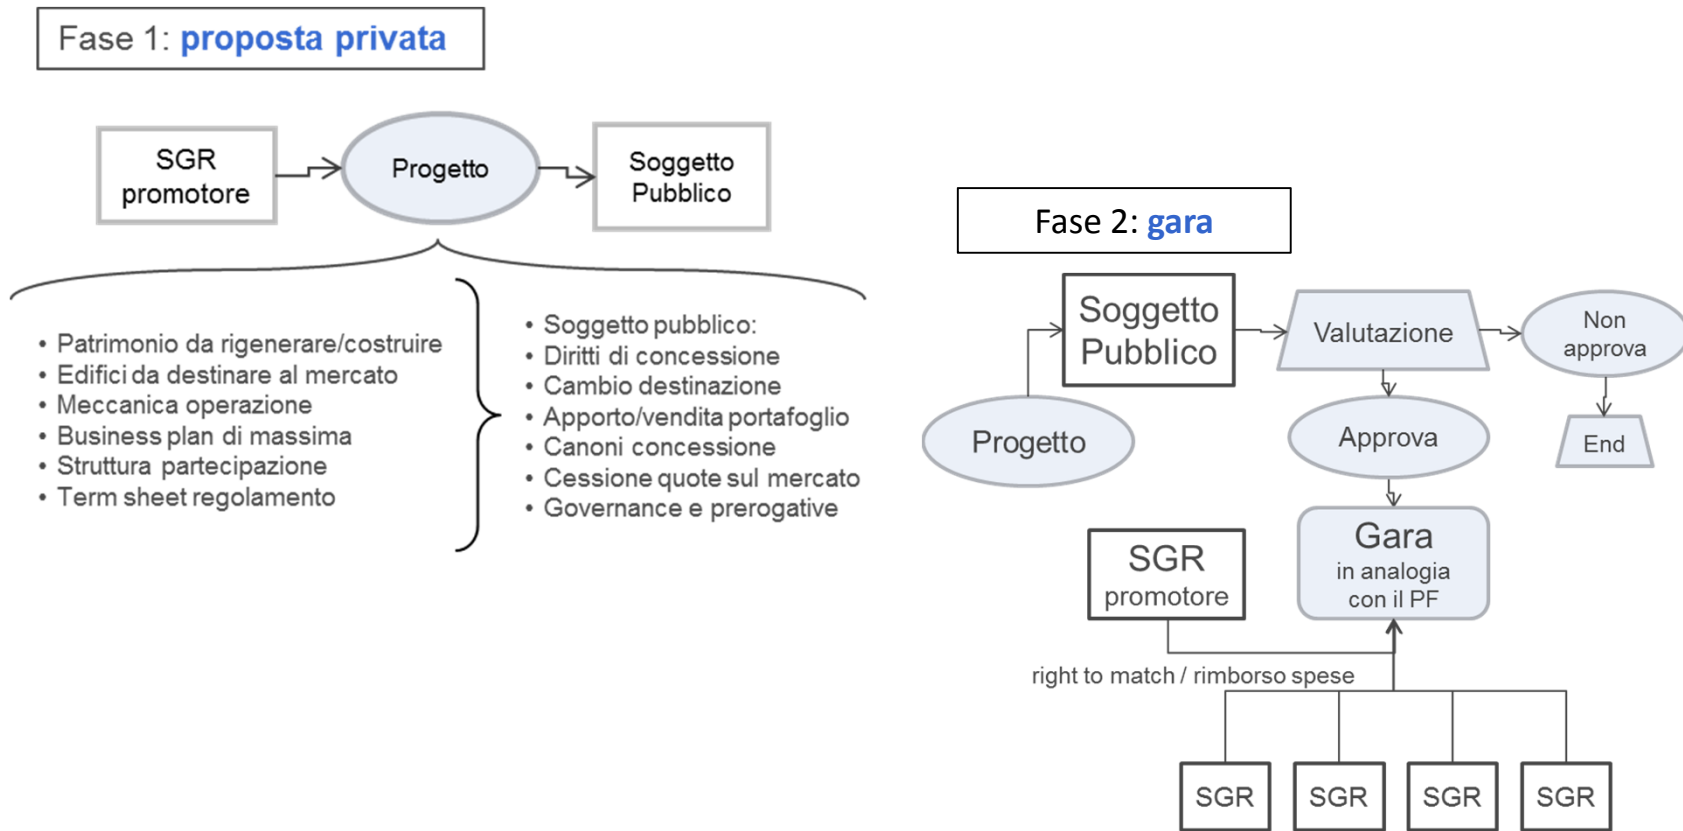 Fase 1: proposta privata
SGR
promotore
Progetto
Soggetto
Pubblico
• Patrimonio da rigenerare/costruire
• Edifici da destinare al mercato
• Meccanica operazione
• Business plan di massima
• Struttura partecipazione
• Term sheet regolamento
• Soggetto pubblico:
• Diritti di concessione
• Cambio destinazione
• Apporto/vendita portafoglio
• Canoni concessione
• Cessione quote sul mercato
• Governance e prerogative
Fase 2: gara
Soggetto
Pubblico
Valutazione
Non
approva
Progetto
Approva
End
SGR
promotore
Gara
in analogia
con il PF
right to match / rimborso spese
SGR
SGR
SGR
SGR